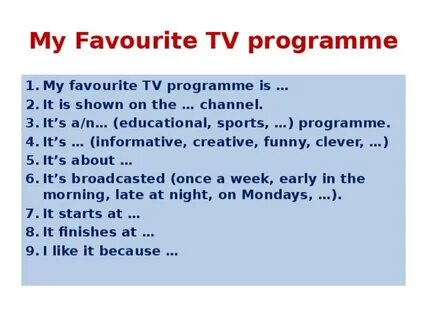 My Favourite TV programme
1. My favourite TV programme is …
2. It is shown on the … channel.
3. It’s a/n… (educational, sports, …) programme.
4. It’s … (informative, creative, funny, clever, …)
5. It’s about …
6. It’s broadcasted (once a week, early in the
morning, late at night, on Mondays, …).
7. It starts at …
8. It finishes at …
9. I like it because …